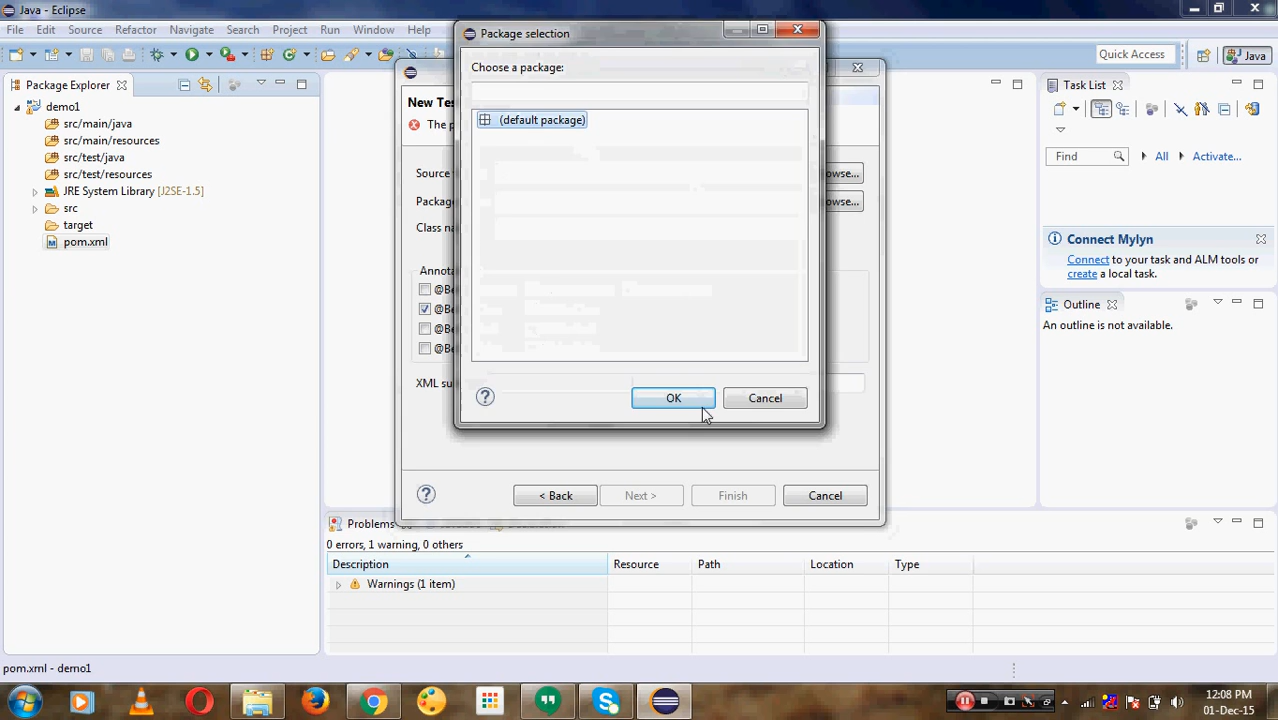 Java - Eclipse
Package selection
File Edit Source Refactor Navigate Search Project Run Window Help
Quick Access
Java
Choose a package:
Package Explorer
demo1
src/main/java
src/main/resources
src/test/java
src/test/resources
JRE System Library [J2SE-1.5]
src
target
pom.xml
New Tes
The p
(default package)
Source
Package
Class na
Annota
@Be
@Be
@Be
@Be
XML su
owse...
owse...
OK
Cancel
< Back
Next >
Finish
Cancel
Task List
Find
All
Activate...
Connect Mylyn
Connect to your task and ALM tools or
create a local task.
Outline
An outline is not available.
Problems
0 errors, 1 warning, 0 others
Description Resource Path Location Type
Warnings (1 item)
pom.xml - demo1
12:08 PM
01-Dec-15